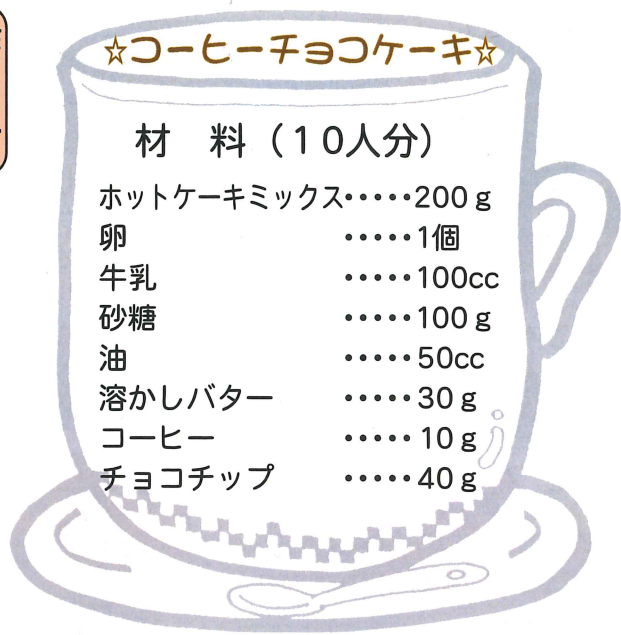 ☆コーヒーチョコケーキ☆
材　料（10人分）
ホットケーキミックス・・・・・200ｇ
卵　・・・・・1個
牛乳　・・・・・100cc
砂糖　・・・・・100ｇ
油　・・・・・50cc
溶かしバター　・・・・・30ｇ
コーヒー　・・・・・10ｇ
チョコチップ　・・・・・40ｇ